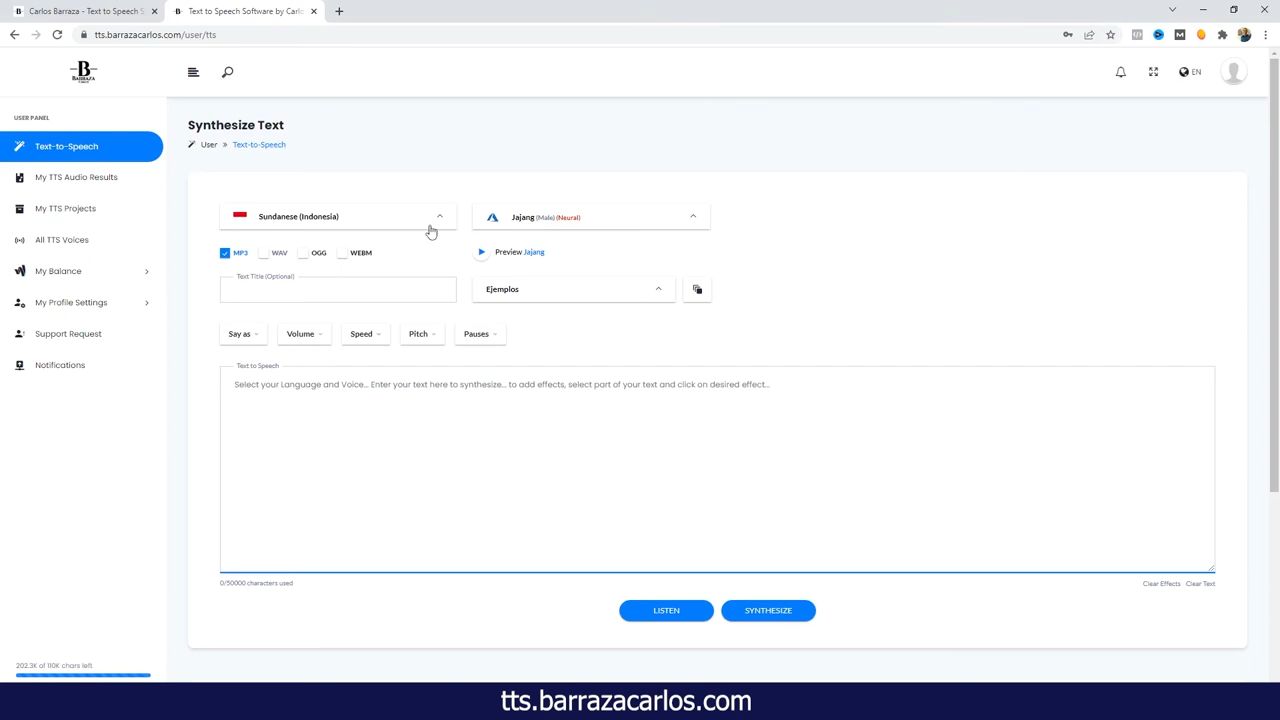 Carlos Barraza - Text to Speech S
Text to Speech Software by Carlo
tts.barrazacarlos.com/user/tts
B
BARRAZA
CARLOS
EN
USER PANEL
Text-to-Speech
My TTS Audio Results
My TTS Projects
All TTS Voices
My Balance
My Profile Settings
Support Request
Notifications
202.3K of 110K chars left
Synthesize Text
User » Text-to-Speech
Sundanese (Indonesia)
Jajang (Male) (Neural)
MP3 WAV OGG WEBM
Preview Jajang
Text Title (Optional)
Ejemplos
Say as Volume Speed Pitch Pauses
Text to Speech
Select your Language and Voice... Enter your text here to synthesize... to add effects, select part of your text and click on desired effect...
0/50000 characters used
Clear Effects Clear Text
LISTEN SYNTHESIZE
tts.barrazacarlos.com